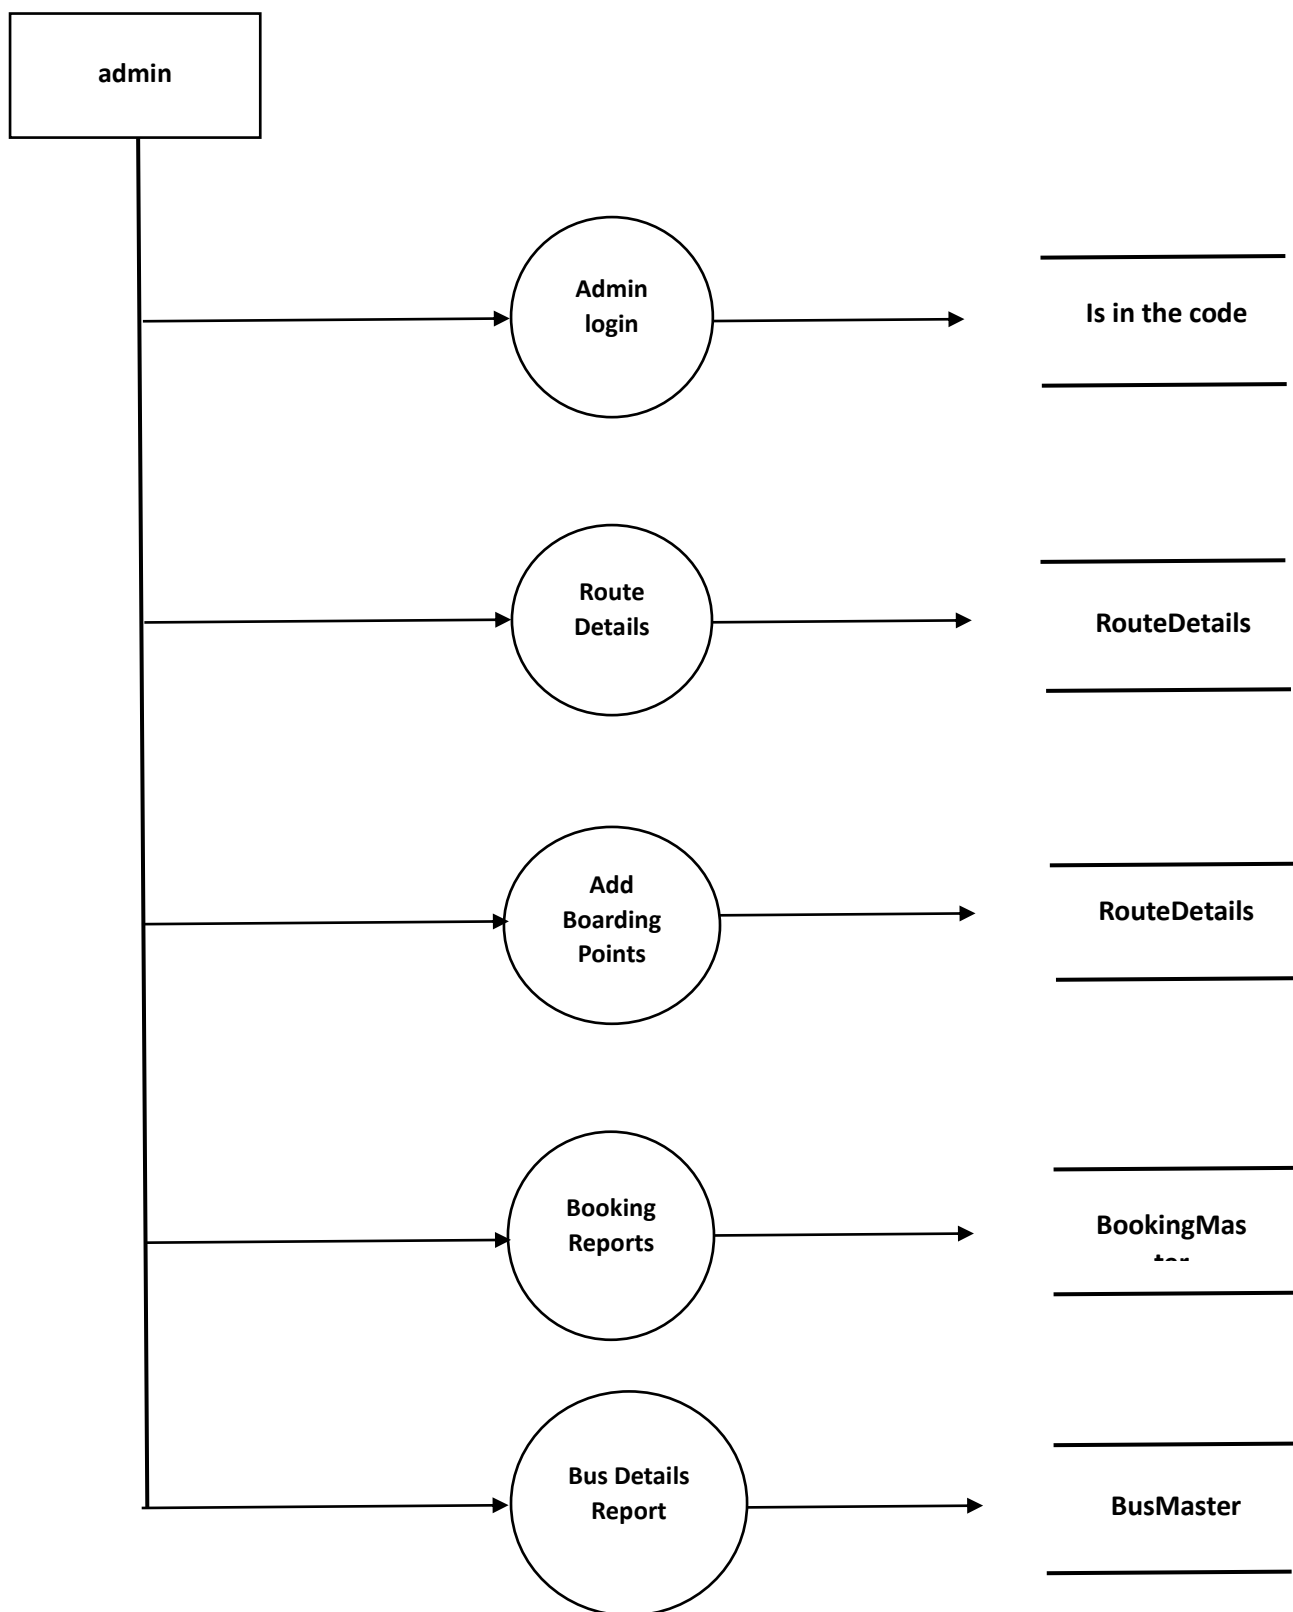 admin
Admin
login
Is in the code
Route
Details
RouteDetails
Add
Boarding
Points
RouteDetails
Booking
Reports
BookingMas
Bus Details
Report
BusMaster